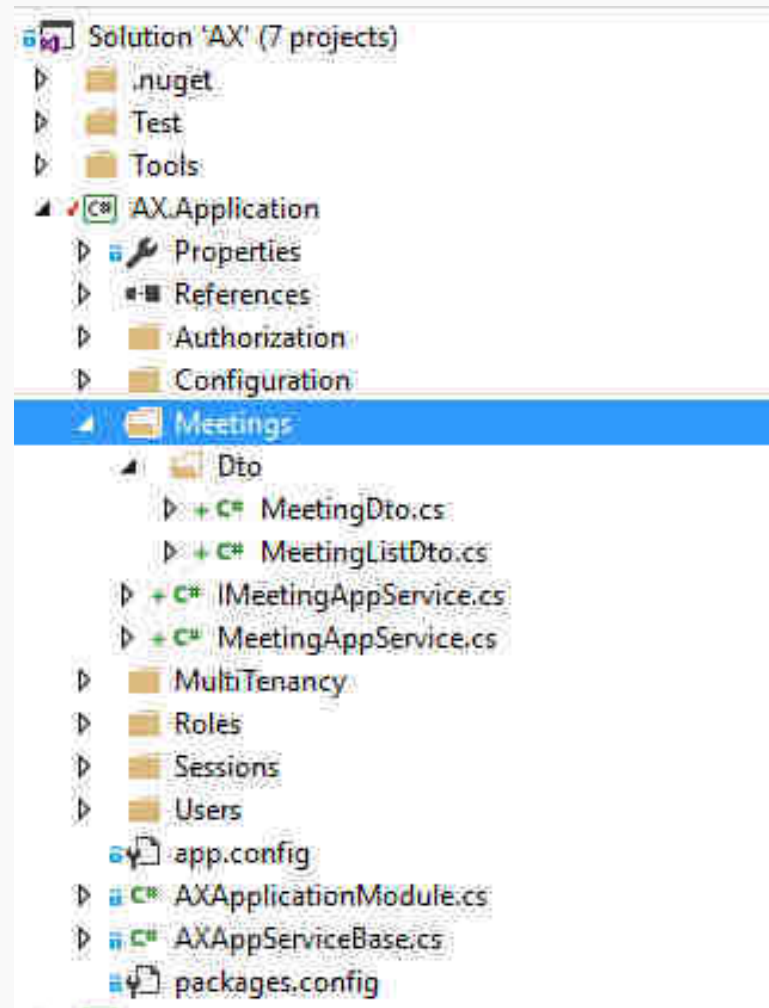 Solution 'AX' (7 projects)
.nuget
Test
Tools
C# AX.Application
Properties
References
Authorization
Configuration
Meetings
Dto
+ C# MeetingDto.cs
+ C# MeetingListDto.cs
+ C# IMeetingAppService.cs
+ C# MeetingAppService.cs
MultiTenancy
Roles
Sessions
Users
app.config
C# AXApplicationModule.cs
C# AXAppServiceBase.cs
packages.config